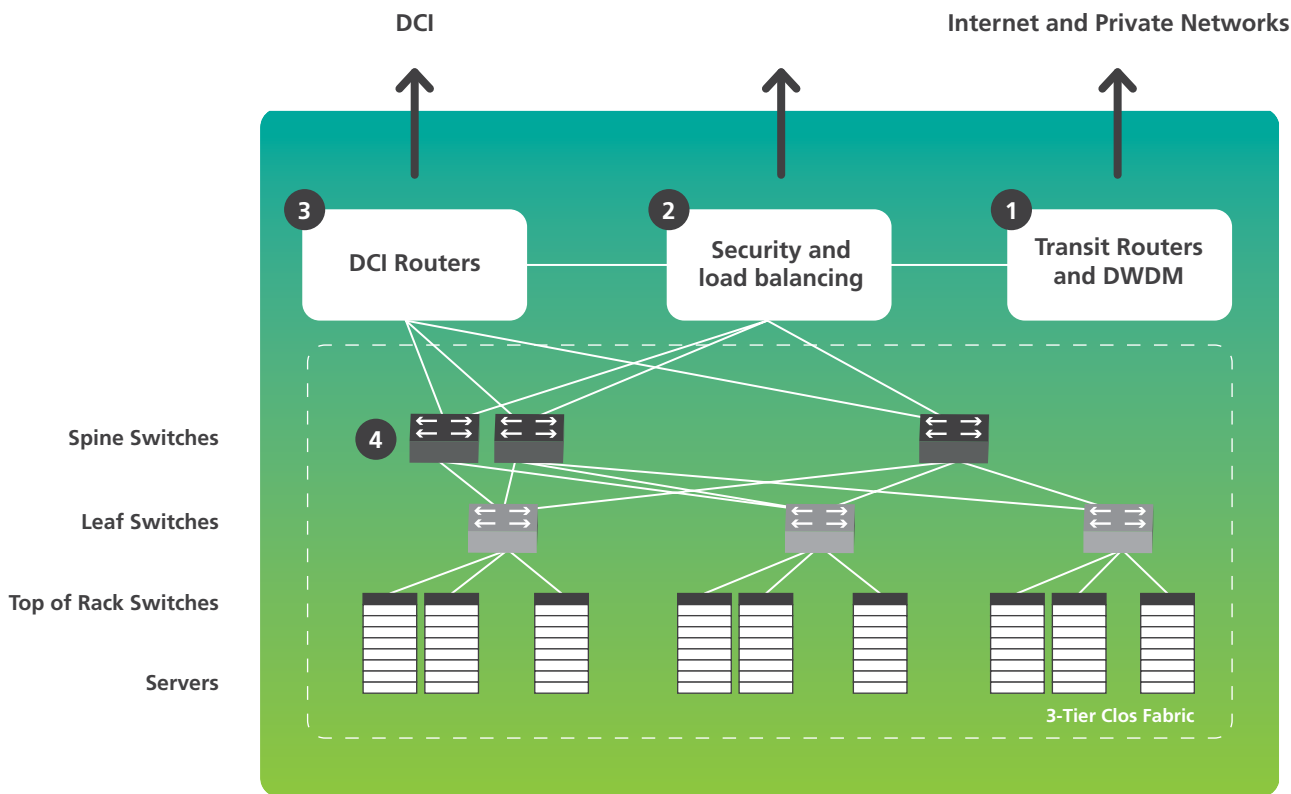 DCI
Internet and Private Networks
3
2
1
DCI Routers
Security and
load balancing
Transit Routers
and DWDM
Spine Switches
4
Leaf Switches
Top of Rack Switches
Servers
3-Tier Clos Fabric